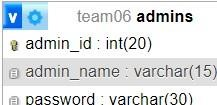 v team06 admins
admin_id : int(20)
admin_name : varchar(15)
password : varchar(30)